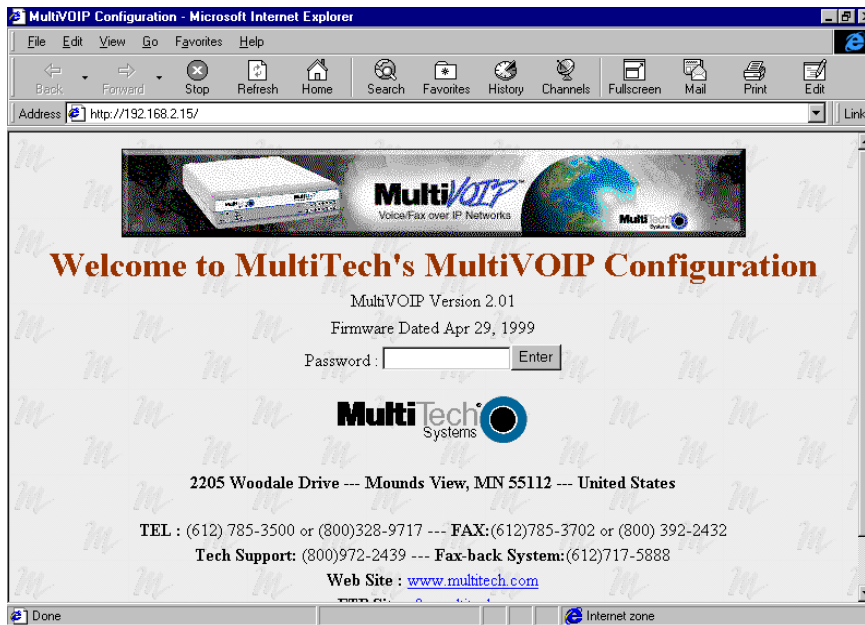 MultiVOIP Configuration - Microsoft Internet Explorer
File Edit View Go Favorites Help
Back Forward Stop Refresh Home Search Favorites History Channels Fullscreen Mail Print Edit
Address http://192.168.2.15/ Link
MultiVOIP™
Voice/Fax over IP Networks
MultiTech
Systems
Welcome to MultiTech's MultiVOIP Configuration
MultiVOIP Version 2.01
Firmware Dated Apr 29, 1999
Password : Enter
MultiTech
Systems
2205 Woodale Drive --- Mounds View, MN 55112 --- United States
TEL : (612) 785-3500 or (800)328-9717 --- FAX:(612)785-3702 or (800) 392-2432
Tech Support: (800)972-2439 --- Fax-back System:(612)717-5888
Web Site : www.multitech.com
Done Internet zone